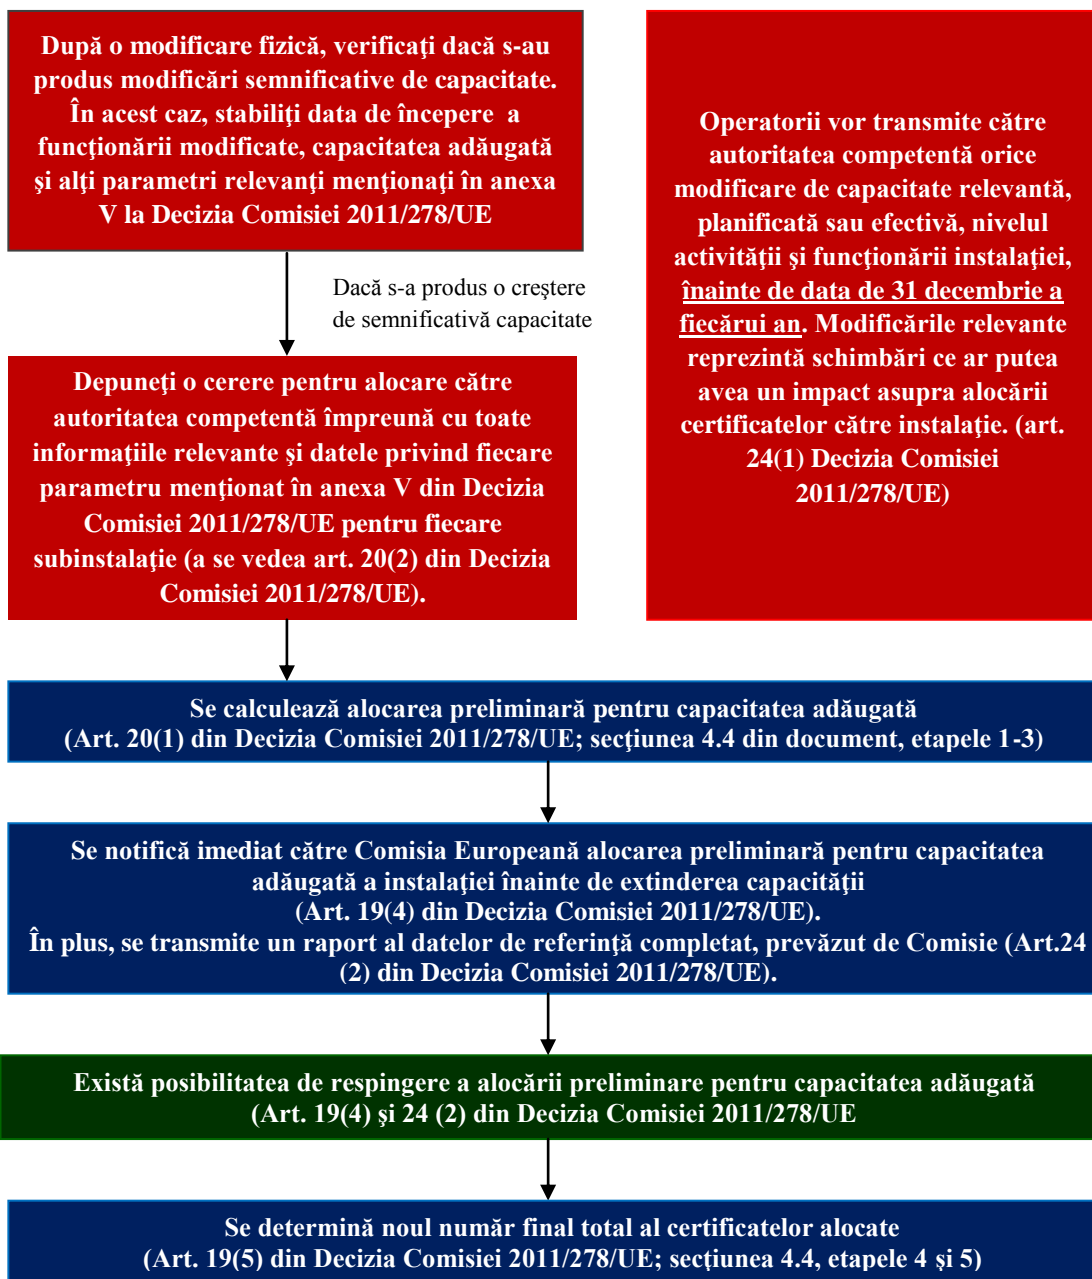 După o modificare fizică, verificaţi dacă s-au
produs modificări semnificative de capacitate.
În acest caz, stabiliţi data de începere a
funcţionării modificate, capacitatea adăugată
şi alţi parametri relevanţi menţionaţi în anexa
V la Decizia Comisiei 2011/278/UE
Dacă s-a produs o creştere
de semnificativă capacitate
Depuneţi o cerere pentru alocare către
autoritatea competentă împreună cu toate
informaţiile relevante şi datele privind fiecare
parametru menţionat în anexa V din Decizia
Comisiei 2011/278/UE pentru fiecare
subinstalaţie (a se vedea art. 20(2) din Decizia
Comisiei 2011/278/UE).
Operatorii vor transmite către
autoritatea competentă orice
modificare de capacitate relevantă,
planificată sau efectivă, nivelul
activităţii şi funcţionării instalaţiei,
înainte de data de 31 decembrie a
fiecărui an. Modificările relevante
reprezintă schimbări ce ar putea
avea un impact asupra alocării
certificatelor către instalaţie. (art.
24(1) Decizia Comisiei
2011/278/UE)
Se calculează alocarea preliminară pentru capacitatea adăugată
(Art. 20(1) din Decizia Comisiei 2011/278/UE; secţiunea 4.4 din document, etapele 1-3)
Se notifică imediat către Comisia Europeană alocarea preliminară pentru capacitatea
adăugată a instalaţiei înainte de extinderea capacităţii
(Art. 19(4) din Decizia Comisiei 2011/278/UE).
În plus, se transmite un raport al datelor de referinţă completat, prevăzut de Comisie (Art.24
(2) din Decizia Comisiei 2011/278/UE).
Există posibilitatea de respingere a alocării preliminare pentru capacitatea adăugată
(Art. 19(4) şi 24 (2) din Decizia Comisiei 2011/278/UE
Se determină noul număr final total al certificatelor alocate
(Art. 19(5) din Decizia Comisiei 2011/278/UE; secţiunea 4.4, etapele 4 şi 5)